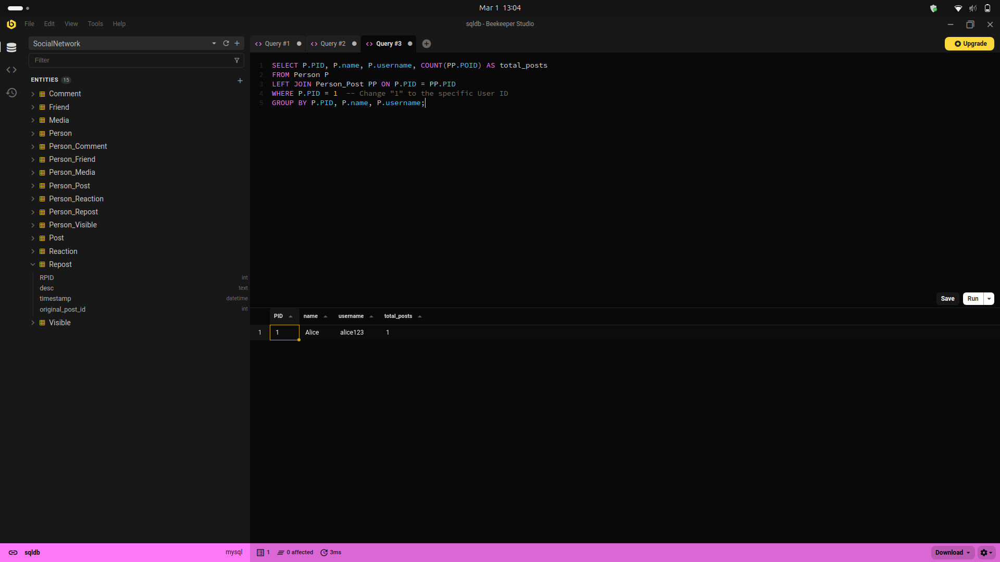 Mar 1 13:04
File Edit View Tools Help
sqldb - Beekeeper Studio
SocialNetwork
Query #1
Query #2
Query #3
Upgrade
Filter
ENTITIES 15
Comment
Friend
Media
Person
Person_Comment
Person_Friend
Person_Media
Person_Post
Person_Reaction
Person_Repost
Person_Visible
Post
Reaction
Repost
RPID int
desc text
timestamp datetime
original_post_id int
Visible
1 SELECT P.PID, P.name, P.username, COUNT(PP.POID) AS total_posts
2 FROM Person P
3 LEFT JOIN Person_Post PP ON P.PID = PP.PID
4 WHERE P.PID = 1  -- Change "1" to the specific User ID
5 GROUP BY P.PID, P.name, P.username;
Save Run
PID name username total_posts
1 1 Alice alice123 1
sqldb mysql 1 0 affected 3ms Download